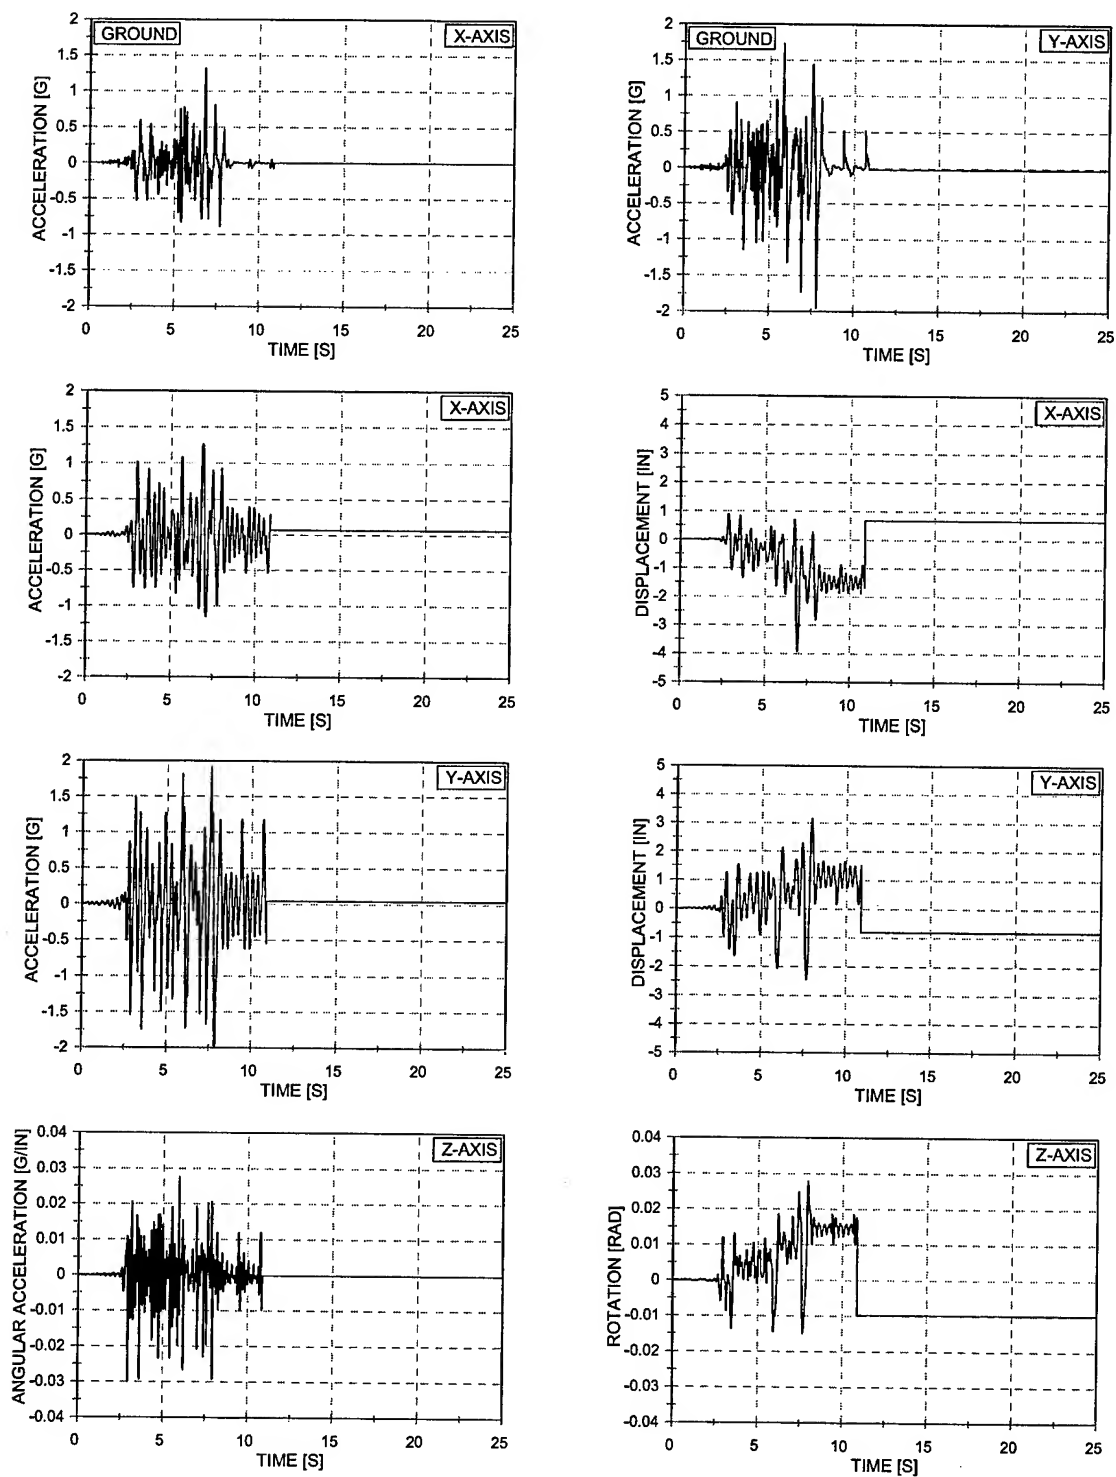 GROUND
X-AXIS
ACCELERATION [G]
2
1.5
1
0.5
0
-0.5
-1
-1.5
-2
0 5 10 15 20 25
TIME [S]
GROUND
Y-AXIS
ACCELERATION [G]
2
1.5
1
0.5
0
-0.5
-1
-1.5
-2
0 5 10 15 20 25
TIME [S]
X-AXIS
ACCELERATION [G]
2
1.5
1
0.5
0
-0.5
-1
-1.5
-2
0 5 10 15 20 25
TIME [S]
X-AXIS
DISPLACEMENT [IN]
5
4
3
2
1
0
-1
-2
-3
-4
-5
0 5 10 15 20 25
TIME [S]
Y-AXIS
ACCELERATION [G]
2
1.5
1
0.5
0
-0.5
-1
-1.5
-2
0 5 10 15 20 25
TIME [S]
Y-AXIS
DISPLACEMENT [IN]
5
4
3
2
1
0
-1
-2
-3
-4
-5
0 5 10 15 20 25
TIME [S]
Z-AXIS
ANGULAR ACCELERATION [G/IN]
0.04
0.03
0.02
0.01
0
-0.01
-0.02
-0.03
-0.04
0 5 10 15 20 25
TIME [S]
Z-AXIS
ROTATION [RAD]
0.04
0.03
0.02
0.01
0
-0.01
-0.02
-0.03
-0.04
0 5 10 15 20 25
TIME [S]